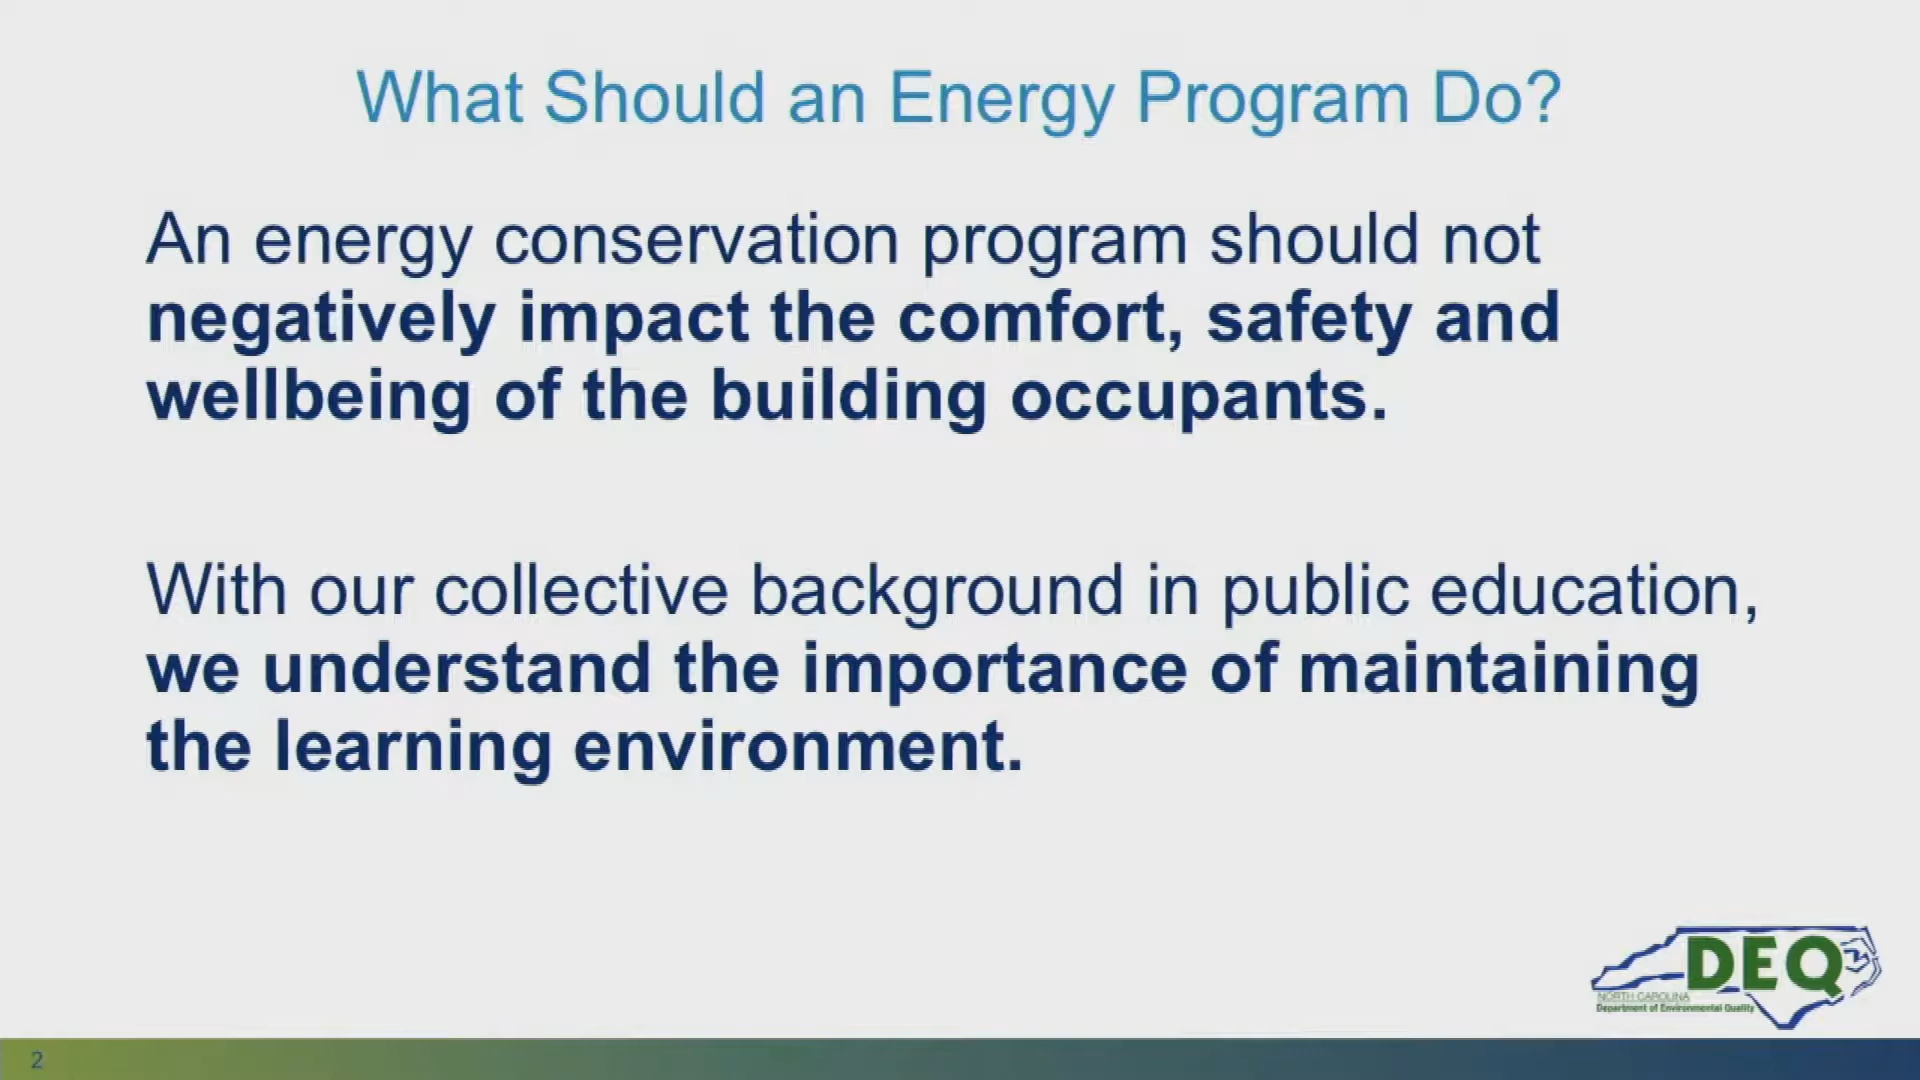 What Should an Energy Program Do?
An energy conservation program should not
negatively impact the comfort, safety and
wellbeing of the building occupants.
With our collective background in public education,
we understand the importance of maintaining
the learning environment.
DEQ
NORTH CAROLINA
Department of Environmental Quality
2